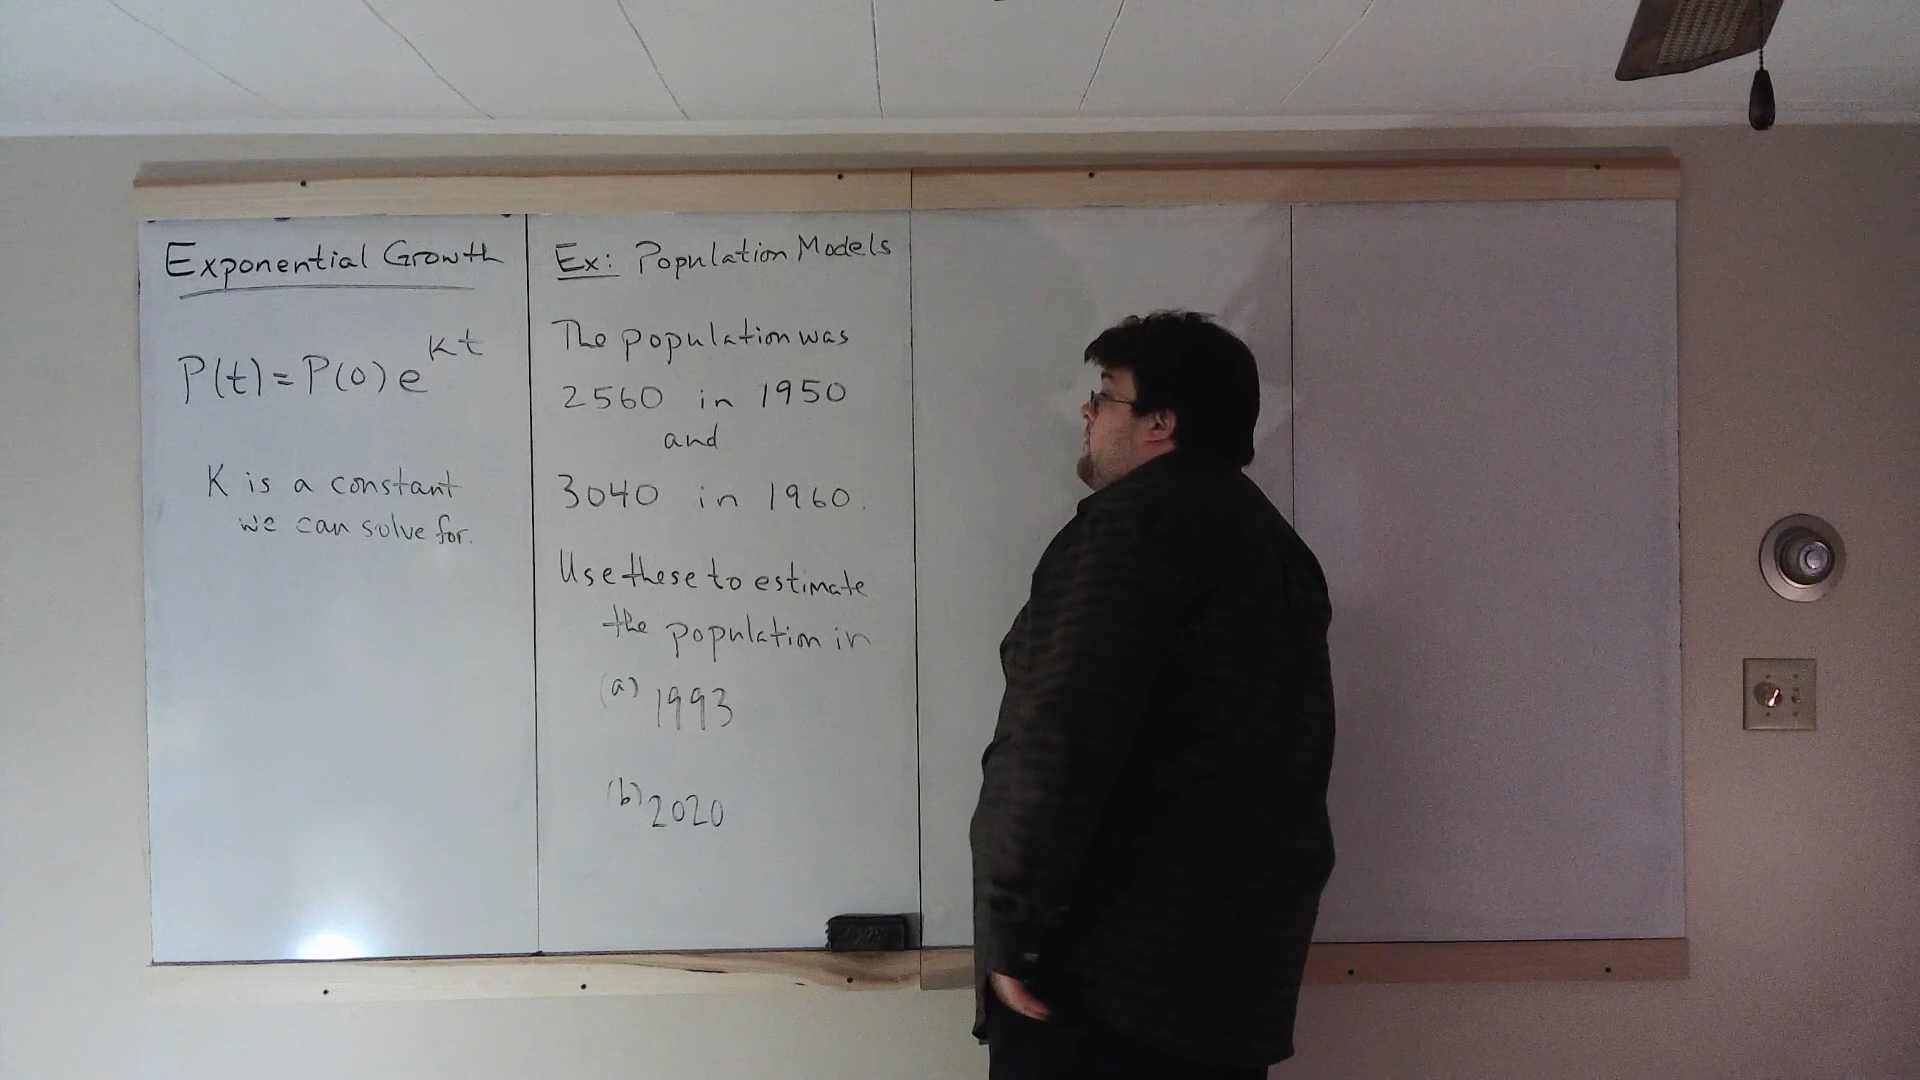 Exponential Growth
P(t) = P(0) e^{Kt}
K is a constant
we can solve for.
Ex: Population Models
The population was
2560 in 1950
and
3040 in 1960.
Use these to estimate
the population in
(a) 1993
(b) 2020